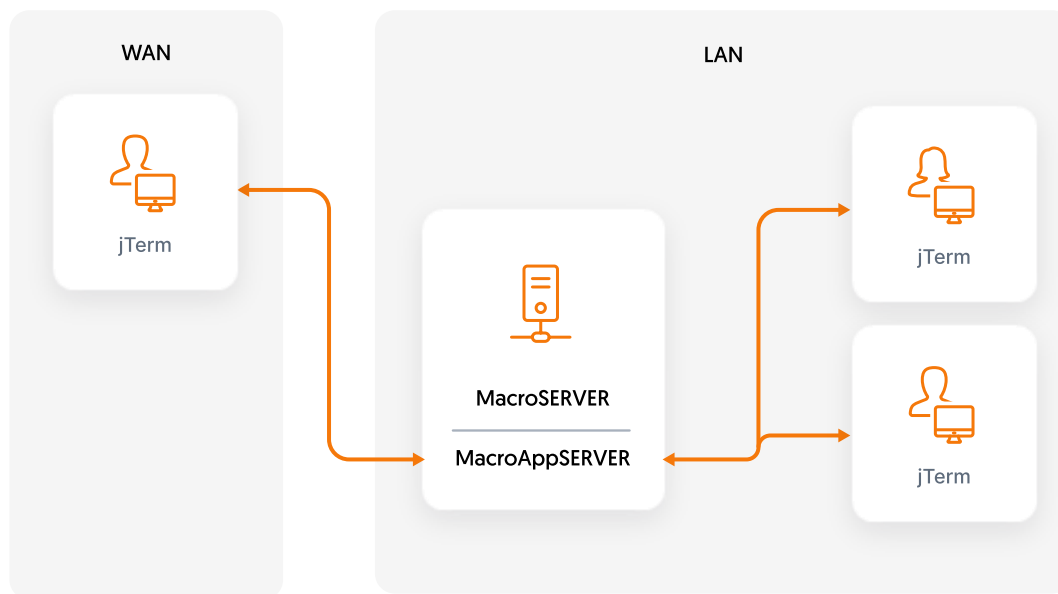 WAN
jTerm
LAN
MacroSERVER
MacroAppSERVER
jTerm
jTerm